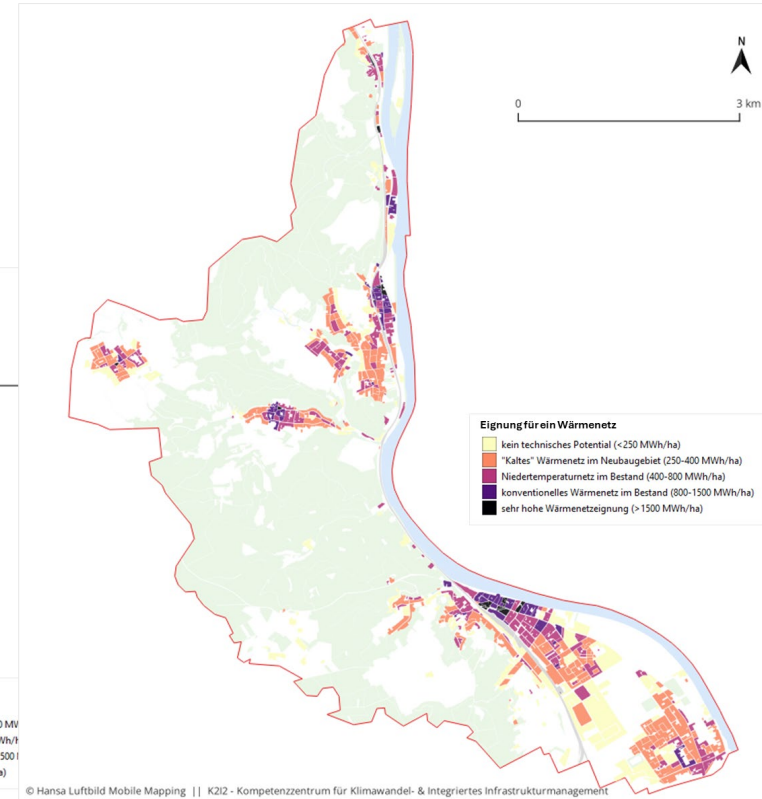 N
0 3 km
Eignung für ein Wärmenetz
kein technisches Potential (<250 MWh/ha)
"Kaltes" Wärmenetz im Neubaugebiet (250-400 MWh/ha)
Niedertemperaturnetz im Bestand (400-800 MWh/ha)
konventionelles Wärmenetz im Bestand (800-1500 MWh/ha)
sehr hohe Wärmenetzeignung (>1500 MWh/ha)
© Hansa Luftbild Mobile Mapping || K2I2 - Kompetenzzentrum für Klimawandel- & Integriertes Infrastrukturmanagement